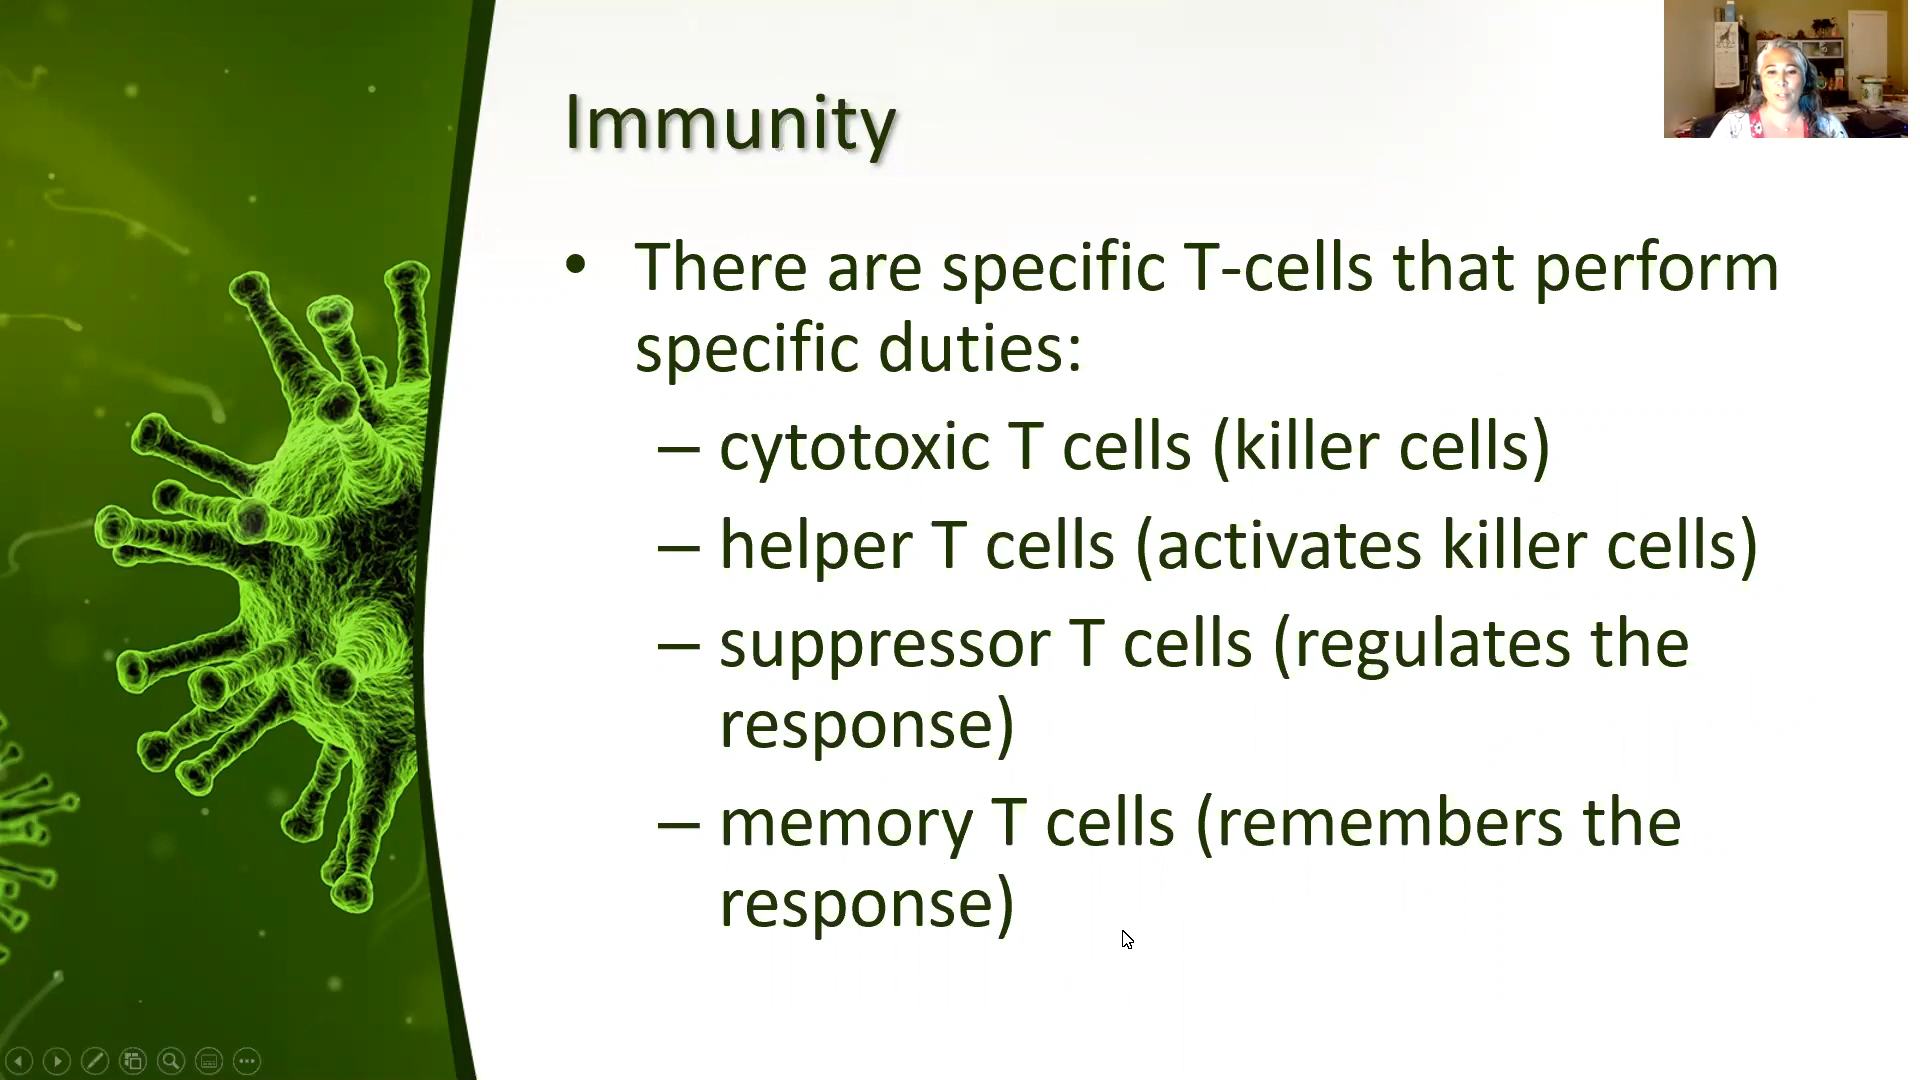 Immunity
• There are specific T-cells that perform
specific duties:
– cytotoxic T cells (killer cells)
– helper T cells (activates killer cells)
– suppressor T cells (regulates the
response)
– memory T cells (remembers the
response)